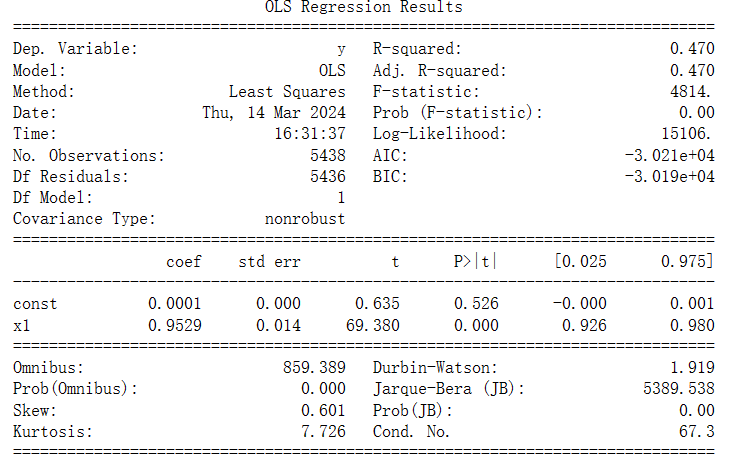 OLS Regression Results
==============================================================================
Dep. Variable: y R-squared: 0.470
Model: OLS Adj. R-squared: 0.470
Method: Least Squares F-statistic: 4814.
Date: Thu, 14 Mar 2024 Prob (F-statistic): 0.00
Time: 16:31:37 Log-Likelihood: 15106.
No. Observations: 5438 AIC: -3.021e+04
Df Residuals: 5436 BIC: -3.019e+04
Df Model: 1
Covariance Type: nonrobust
==============================================================================
coef std err t P>|t| [0.025 0.975]
------------------------------------------------------------------------------
const 0.0001 0.000 0.635 0.526 -0.000 0.001
x1 0.9529 0.014 69.380 0.000 0.926 0.980
==============================================================================
Omnibus: 859.389 Durbin-Watson: 1.919
Prob(Omnibus): 0.000 Jarque-Bera (JB): 5389.538
Skew: 0.601 Prob(JB): 0.00
Kurtosis: 7.726 Cond. No. 67.3
==============================================================================